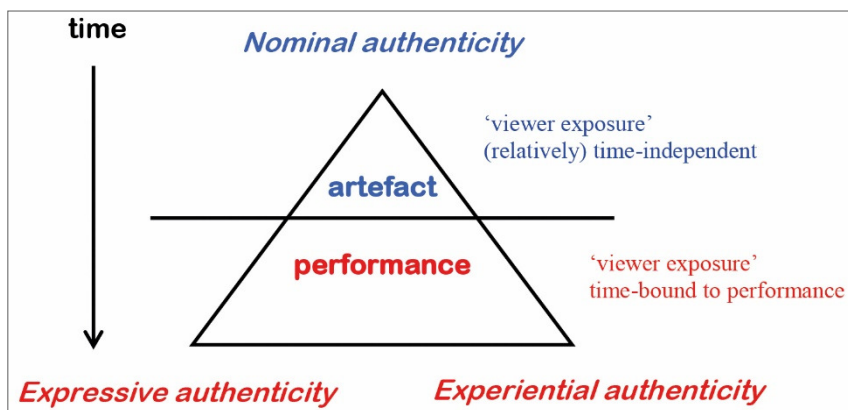 time
Nominal authenticity
‘viewer exposure’
(relatively) time-independent
artefact
performance
‘viewer exposure’
time-bound to performance
Expressive authenticity
Experiential authenticity